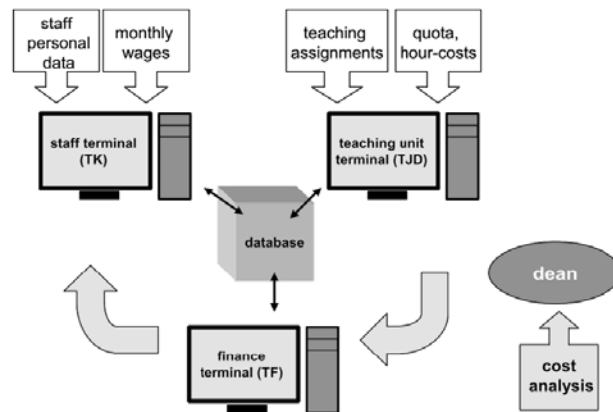 staff
personal
data
monthly
wages
teaching
assignments
quota,
hour-costs
staff terminal
(TK)
teaching unit
terminal (TJD)
database
dean
finance
terminal (TF)
cost
analysis